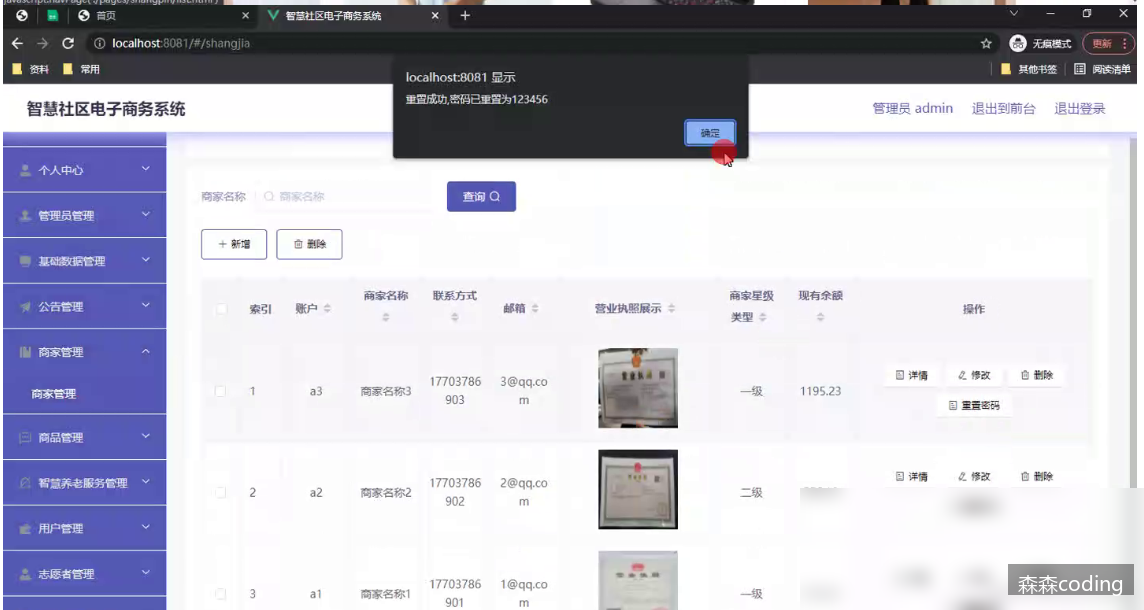 首页
智慧社区电子商务系统
localhost:8081/#/shangjia
无痕模式
更新
资料
常用
其他书签
阅读清单
localhost:8081 显示
重置成功,密码已重置为123456
确定
智慧社区电子商务系统
管理员 admin
退出到前台
退出登录
个人中心
管理员管理
基础数据管理
公告管理
商家管理
商家管理
商品管理
智慧养老服务管理
用户管理
志愿者管理
商家名称
商家名称
查询
新增
删除
索引
账户
商家名称
联系方式
邮箱
营业执照展示
商家星级
类型
现有余额
操作
1
a3
商家名称3
17703786
903
3@qq.co
m
一级
1195.23
详情
修改
删除
重置密码
2
a2
商家名称2
17703786
902
2@qq.co
m
二级
详情
修改
删除
3
a1
商家名称1
17703786
901
1@qq.co
m
一级
森森coding